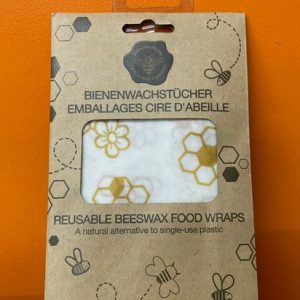 BIENENWACHSTÜCHER
EMBALLAGES CIRE D'ABEILLE
REUSABLE BEESWAX FOOD WRAPS
A natural alternative to single-use plastic